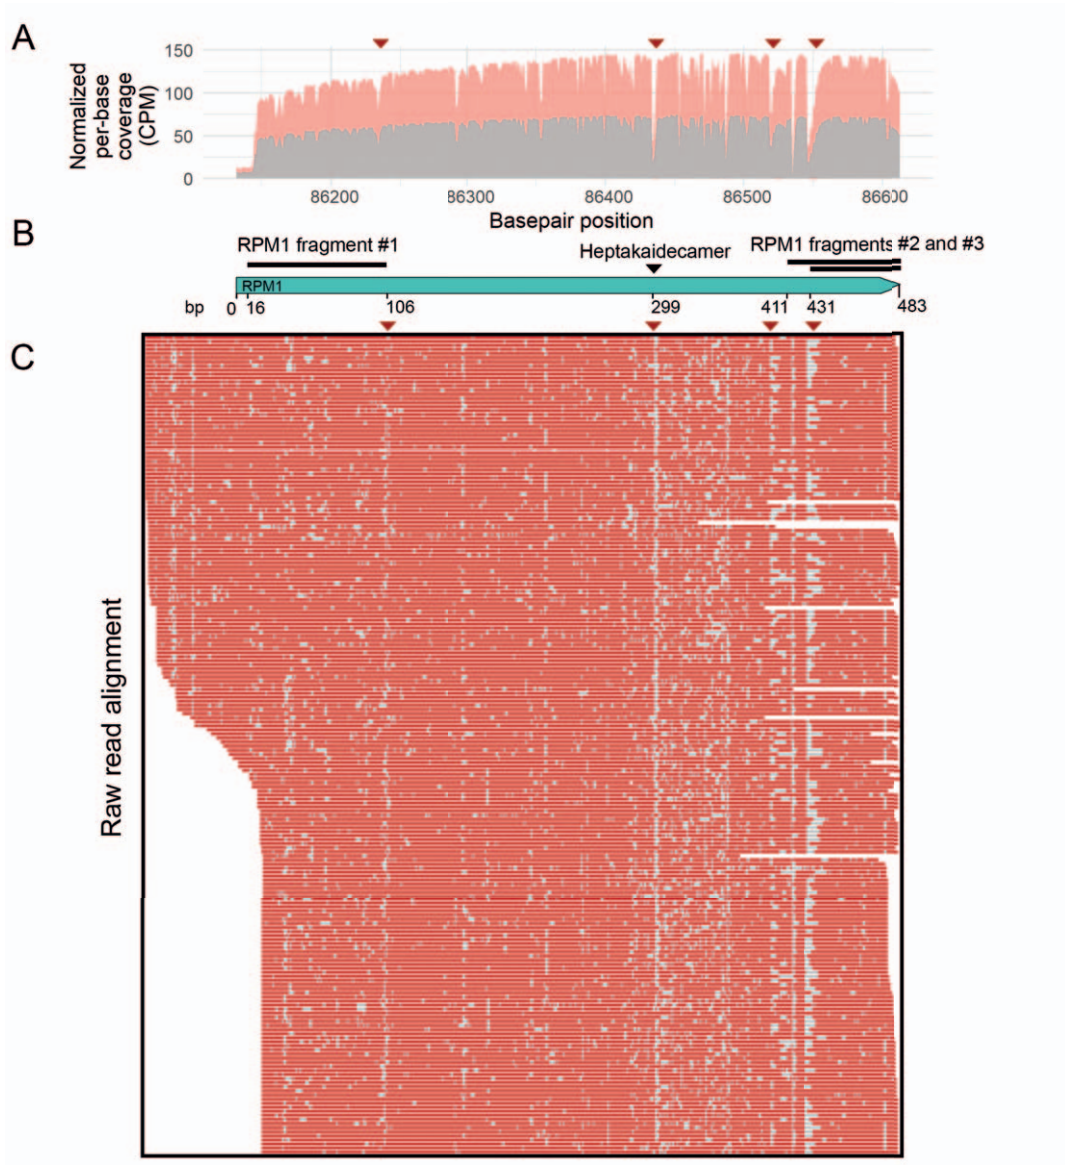 A
Normalized
per-base
coverage
(CPM)
150
100
50
0
86200 86300 86400 86500 86600
Basepair position
B
RPM1 fragment #1
Heptakaidecamer
RPM1 fragments #2 and #3
RPM1
bp 0 16 106 299 411 431 483
C
Raw read alignment